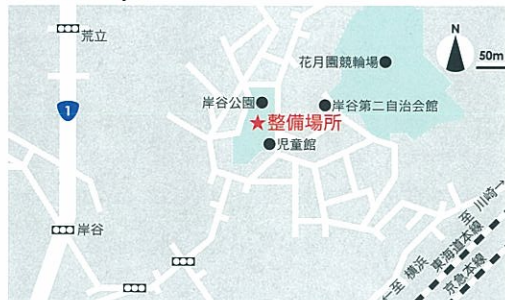 荒立
花月園競輪場
N
50m
岸谷公園
岸谷第二自治会館
1
★整備場所
児童館
至 川崎→
東海道本線
岸谷
←至 横浜
京急本線